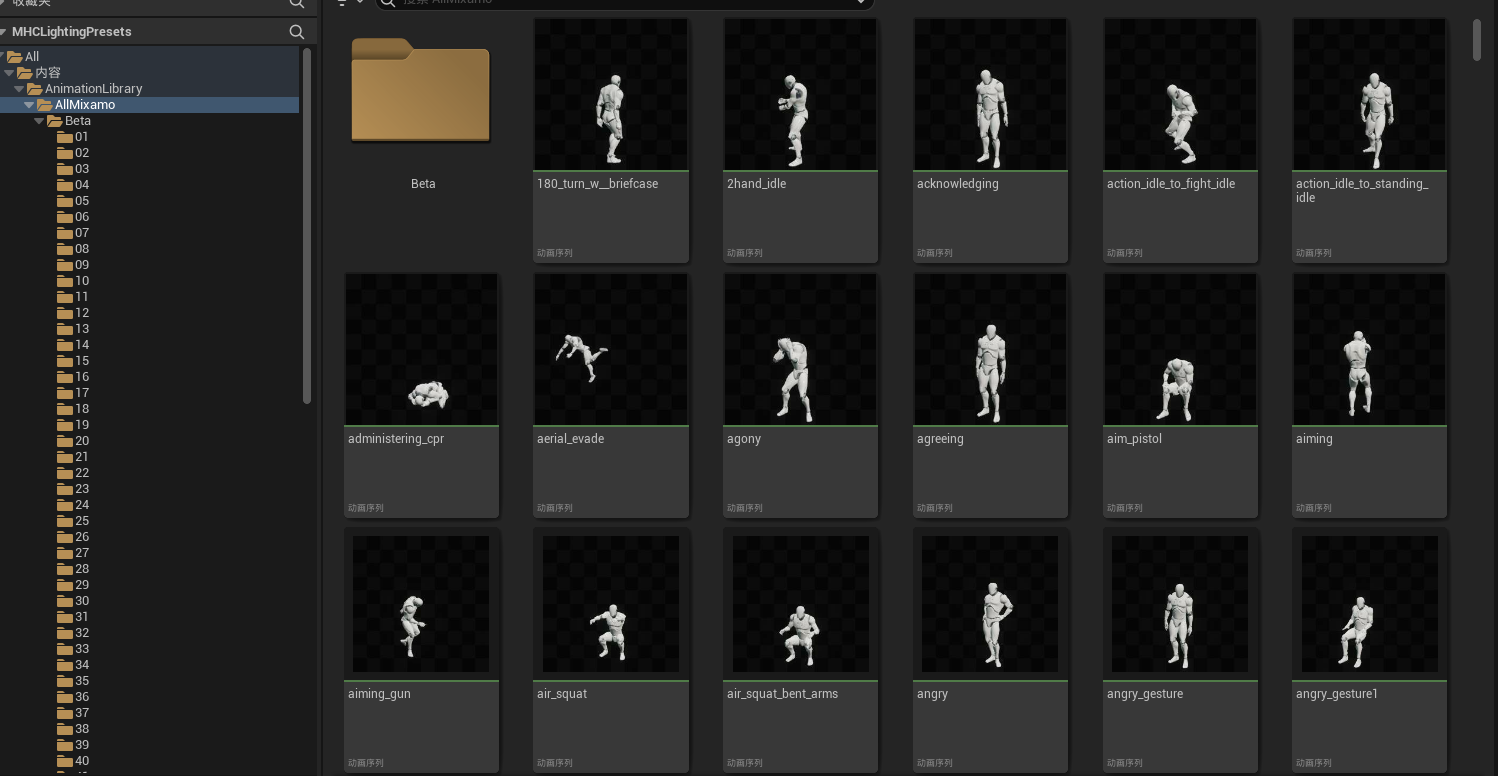 收藏夹
搜索 AllMixamo
MHCLightingPresets
All
内容
AnimationLibrary
AllMixamo
Beta
01
02
03
04
05
06
07
08
09
10
11
12
13
14
15
16
17
18
19
20
21
22
23
24
25
26
27
28
29
30
31
32
33
34
35
36
37
38
39
40
Beta
180_turn_w__briefcase
动画序列
2hand_idle
动画序列
acknowledging
动画序列
action_idle_to_fight_idle
动画序列
action_idle_to_standing_
idle
动画序列
administering_cpr
动画序列
aerial_evade
动画序列
agony
动画序列
agreeing
动画序列
aim_pistol
动画序列
aiming
动画序列
aiming_gun
动画序列
air_squat
动画序列
air_squat_bent_arms
动画序列
angry
动画序列
angry_gesture
动画序列
angry_gesture1
动画序列